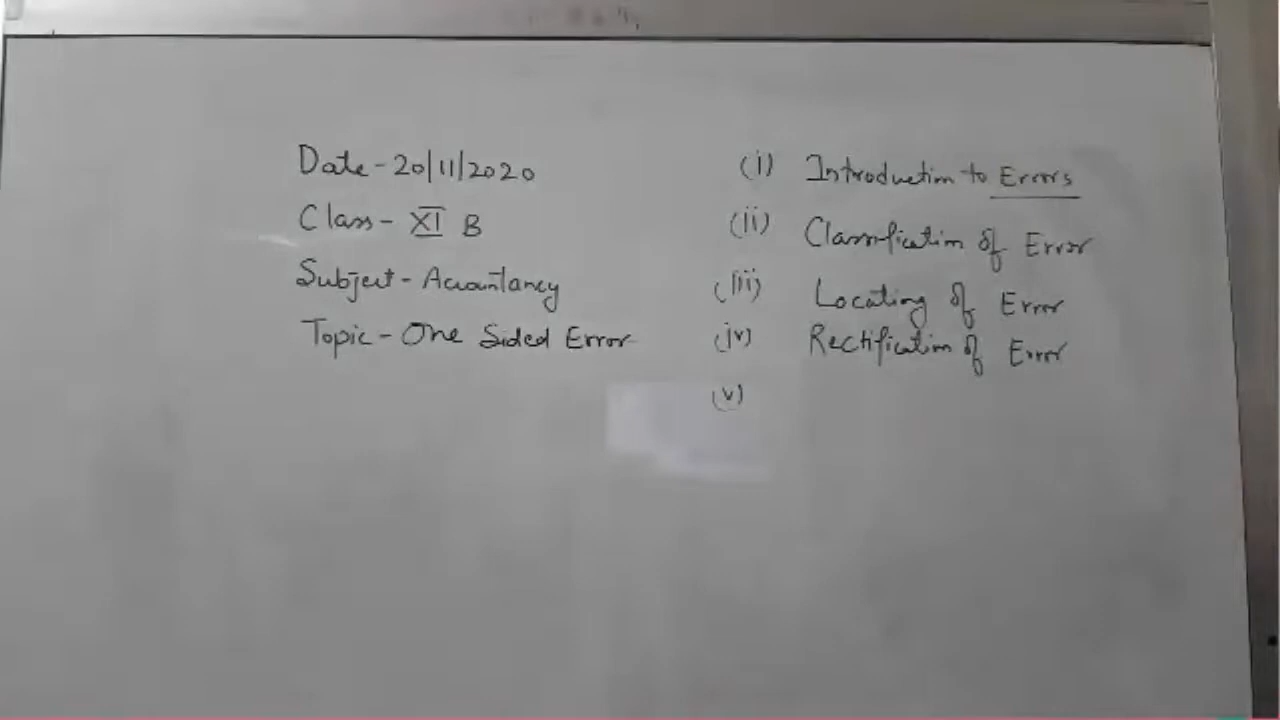 Date - 20/11/2020
Class - XI B
Subject - Accountancy
Topic - One Sided Error
(i) Introduction to Errors
(ii) Classification of Error
(iii) Locating of Error
(iv) Rectification of Error
(v)